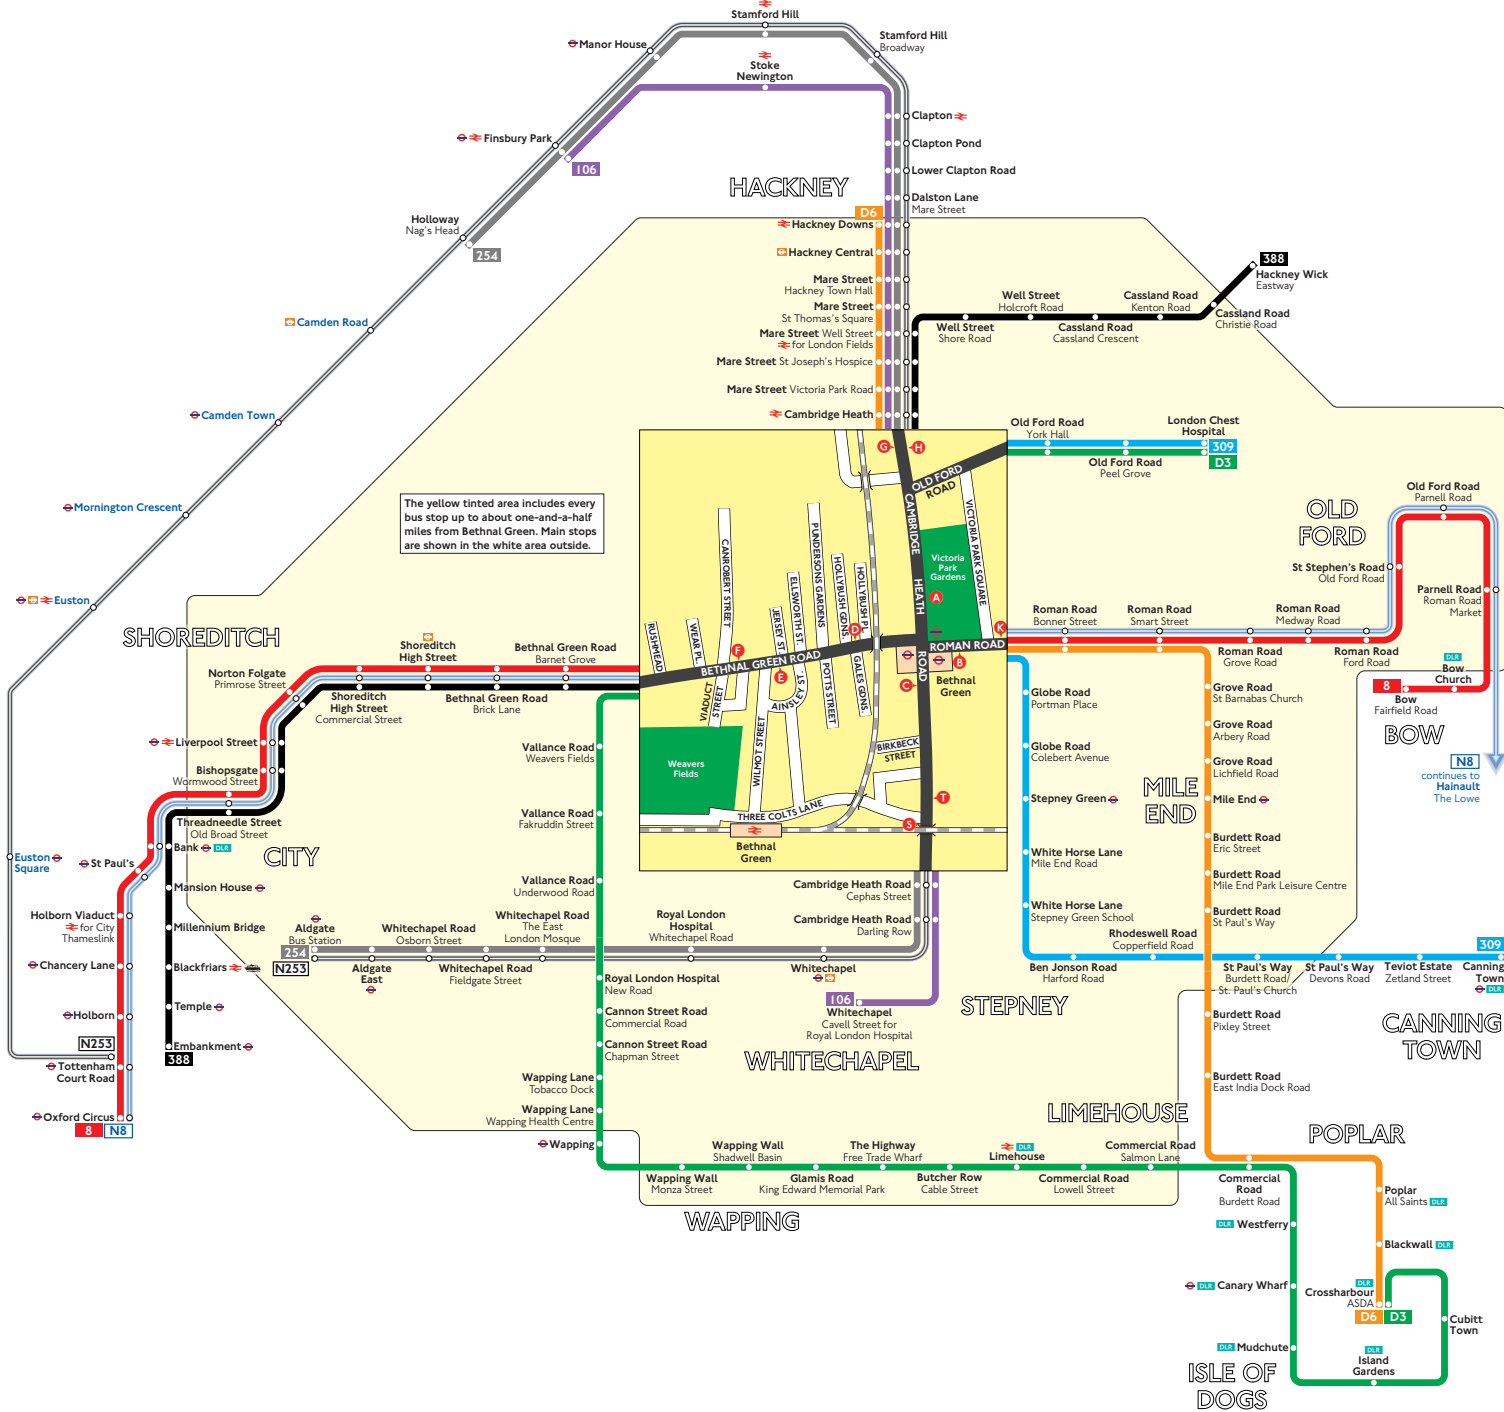 Stamford Hill
Manor House
Stamford Hill
Broadway
Stoke
Newington
Finsbury Park
106
Clapton
Clapton Pond
Lower Clapton Road
Dalston Lane
Mare Street
HACKNEY
Holloway
Nag's Head
254
D6
Hackney Downs
Hackney Central
Mare Street
Hackney Town Hall
Mare Street
St Thomas's Square
Mare Street Well Street
for London Fields
Mare Street St Joseph's Hospice
Mare Street Victoria Park Road
Cambridge Heath
388
Hackney Wick
Eastway
Well Street
Holcroft Road
Cassland Road
Kenton Road
Cassland Road
Christie Road
Well Street
Shore Road
Cassland Road
Cassland Crescent
Camden Road
Camden Town
Mornington Crescent
Euston
Euston
Square
The yellow tinted area includes every
bus stop up to about one-and-a-half
miles from Bethnal Green. Main stops
are shown in the white area outside.
Old Ford Road
York Hall
London Chest
Hospital
309
D3
Old Ford Road
Peel Grove
G
H
OLD FORD
ROAD
CAMBRIDGE
HEATH
ROAD
VICTORIA PARK SQUARE
Victoria
Park
Gardens
CANROBERT STREET
PUNDERSONS GARDENS
HOLLYBUSH GDNS.
HOLLYBUSH PL.
ELLSWORTH ST.
JERSEY ST.
WEAR PL.
RUSHMEAD
A
D
K
F
E
B
C
T
S
BETHNAL GREEN ROAD
ROMAN ROAD
Bethnal
Green
VIADUCT
STREET
AINSLEY ST.
POTTS STREET
GALES GDNS.
WILMOT STREET
BIRKBECK
STREET
THREE COLTS LANE
Weavers
Fields
Bethnal
Green
OLD
FORD
Old Ford Road
Parnell Road
St Stephen's Road
Old Ford Road
Parnell Road
Roman Road
Market
Roman Road
Bonner Street
Roman Road
Smart Street
Roman Road
Medway Road
Roman Road
Grove Road
Roman Road
Ford Road
DLR
Bow
Church
8
Bow
Fairfield Road
BOW
N8
continues to
Hainault
The Lowe
SHOREDITCH
Shoreditch
High Street
Bethnal Green Road
Barnet Grove
Norton Folgate
Primrose Street
Shoreditch
High Street
Commercial Street
Bethnal Green Road
Brick Lane
Liverpool Street
Bishopsgate
Wormwood Street
Threadneedle Street
Old Broad Street
Bank DLR
CITY
St Paul's
Mansion House
Holborn Viaduct
for City
Thameslink
Millennium Bridge
Chancery Lane
Blackfriars
Temple
Holborn
N253
Embankment
388
Tottenham
Court Road
Oxford Circus
8
N8
Vallance Road
Weavers Fields
Vallance Road
Fakruddin Street
Vallance Road
Underwood Road
Aldgate
Bus Station
Whitechapel Road
Osborn Street
Whitechapel Road
The East
London Mosque
Royal London
Hospital
Whitechapel Road
Cambridge Heath Road
Cephas Street
Cambridge Heath Road
Darling Row
254
N253
Aldgate
East
Whitechapel Road
Fieldgate Street
Whitechapel
106
Whitechapel
Cavell Street for
Royal London Hospital
Royal London Hospital
New Road
Cannon Street Road
Commercial Road
Cannon Street Road
Chapman Street
WHITECHAPEL
Wapping Lane
Tobacco Dock
Wapping Lane
Wapping Health Centre
Wapping
Globe Road
Portman Place
Globe Road
Colebert Avenue
Stepney Green
White Horse Lane
Mile End Road
White Horse Lane
Stepney Green School
STEPNEY
MILE
END
Grove Road
St Barnabas Church
Grove Road
Arbery Road
Grove Road
Lichfield Road
Mile End
Burdett Road
Eric Street
Burdett Road
Mile End Park Leisure Centre
Burdett Road
St Paul's Way
Rhodeswell Road
Copperfield Road
Ben Jonson Road
Harford Road
St Paul's Way
Burdett Road/
St. Paul's Church
St Paul's Way
Devons Road
Teviot Estate
Zetland Street
309
Canning
Town
DLR
CANNING
TOWN
Burdett Road
Pixley Street
Burdett Road
East India Dock Road
LIMEHOUSE
POPLAR
Wapping Wall
Monza Street
Wapping Wall
Shadwell Basin
Glamis Road
King Edward Memorial Park
The Highway
Free Trade Wharf
Butcher Row
Cable Street
DLR
Limehouse
Commercial Road
Lowell Street
Commercial Road
Salmon Lane
Commercial
Road
Burdett Road
WAPPING
Poplar
All Saints DLR
DLR Westferry
Blackwall DLR
DLR Canary Wharf
DLR
Crossharbour
ASDA
D6
D3
Cubitt
Town
DLR Mudchute
DLR
Island
Gardens
ISLE OF
DOGS